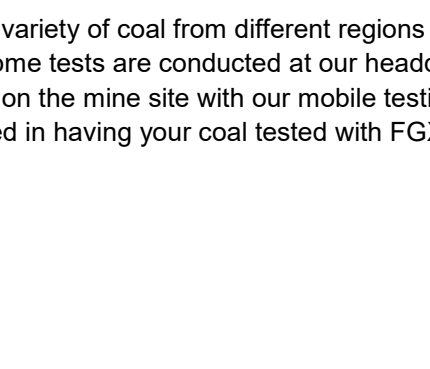 variety of coal from different regions
ome tests are conducted at our head
on the mine site with our mobile testi
ed in having your coal tested with FGX